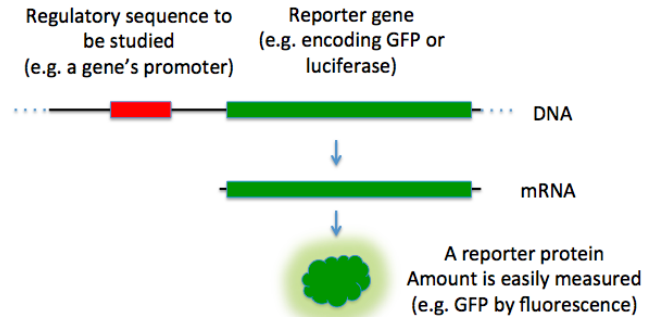 Regulatory sequence to
be studied
(e.g. a gene's promoter)
Reporter gene
(e.g. encoding GFP or
luciferase)
DNA
mRNA
A reporter protein
Amount is easily measured
(e.g. GFP by fluorescence)